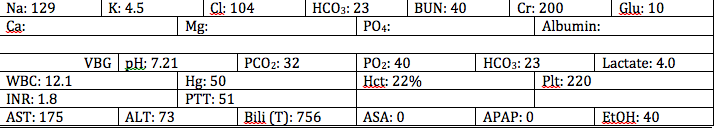 Na: 129 K: 4.5 Cl: 104 HCO3: 23 BUN: 40 Cr: 200 Glu: 10
Ca: Mg: PO4: Albumin:
VBG pH: 7.21 PCO2: 32 PO2: 40 HCO3: 23 Lactate: 4.0
WBC: 12.1 Hg: 50 Hct: 22% Plt: 220
INR: 1.8 PTT: 51
AST: 175 ALT: 73 Bili (T): 756 ASA: 0 APAP: 0 EtOH: 40